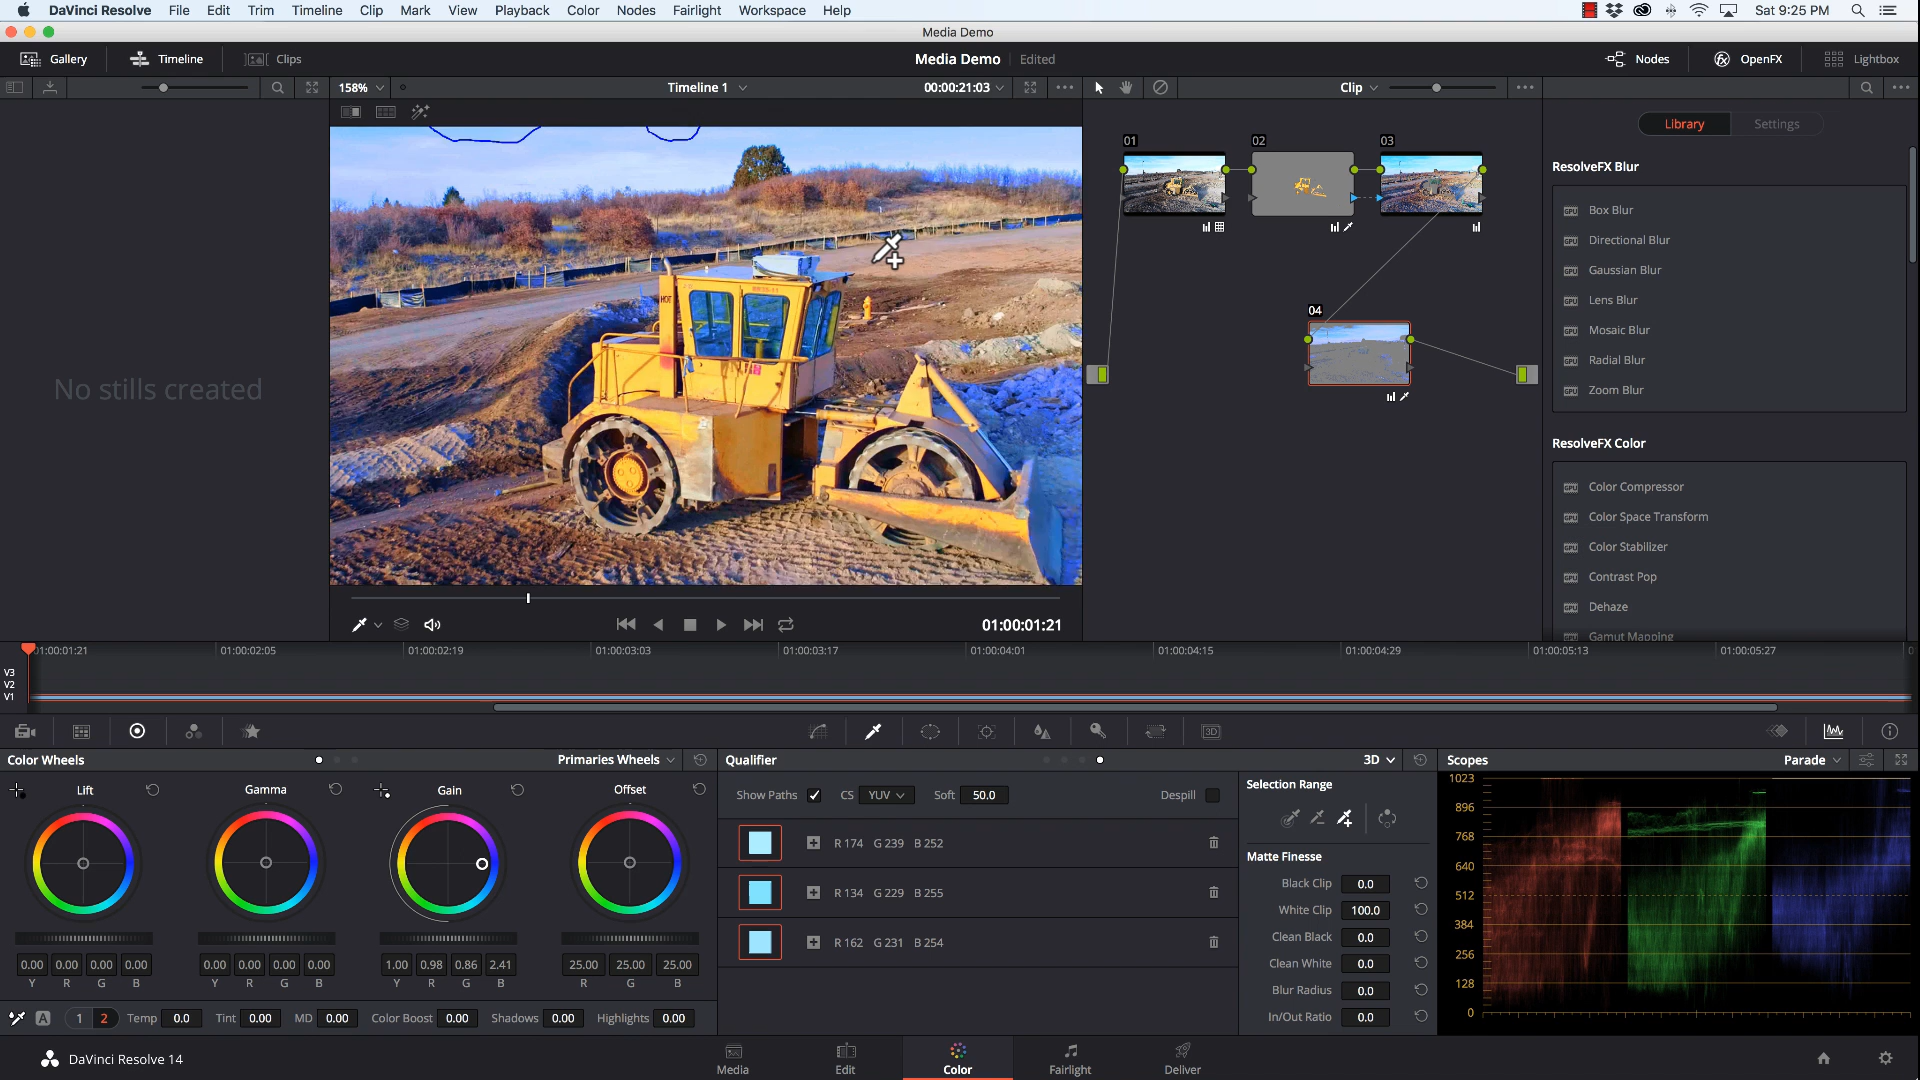 DaVinci Resolve File Edit Trim Timeline Clip Mark View Playback Color Nodes Fairlight Workspace Help Sat 9:25 PM
Media Demo
Gallery Timeline Clips Media Demo Edited Nodes OpenFX Lightbox
158% Timeline 1 00:00:21:03 Clip
Library Settings
01 02 03
ResolveFX Blur
Box Blur
Directional Blur
Gaussian Blur
Lens Blur
04
Mosaic Blur
Radial Blur
Zoom Blur
No stills created
HOT
ResolveFX Color
Color Compressor
Color Space Transform
Color Stabilizer
Contrast Pop
Dehaze
Gamut Mapping
01:00:01:21
01:00:01:21 01:00:02:05 01:00:02:19 01:00:03:03 01:00:03:17 01:00:04:01 01:00:04:15 01:00:04:29 01:00:05:13 01:00:05:27
V3
V2
V1
3D
Color Wheels Primaries Wheels Qualifier 3D Scopes Parade
Lift Gamma Gain Offset
Show Paths CS YUV Soft 50.0 Despill
R 174 G 239 B 252
R 134 G 229 B 255
R 162 G 231 B 254
Selection Range
Matte Finesse
Black Clip 0.0
White Clip 100.0
Clean Black 0.0
Clean White 0.0
Blur Radius 0.0
In/Out Ratio 0.0
1023
896
768
640
512
384
256
128
0
0.00 0.00 0.00 0.00 0.00 0.00 0.00 0.00 1.00 0.98 0.86 2.41 25.00 25.00 25.00
Y R G B Y R G B Y R G B R G B
A 1 2 Temp 0.0 Tint 0.00 MD 0.00 Color Boost 0.00 Shadows 0.00 Highlights 0.00
DaVinci Resolve 14 Media Edit Color Fairlight Deliver